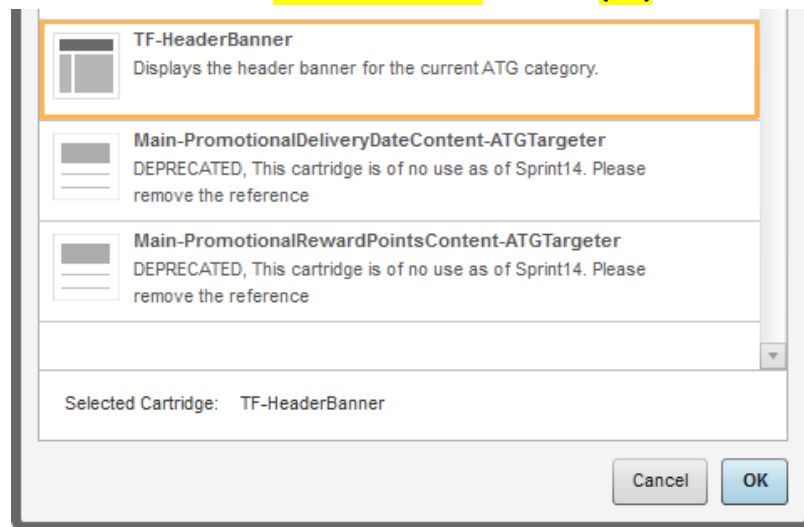 TF-HeaderBanner
Displays the header banner for the current ATG category.
Main-PromotionalDeliveryDateContent-ATGTargeter
DEPRECATED, This cartridge is of no use as of Sprint14. Please
remove the reference
Main-PromotionalRewardPointsContent-ATGTargeter
DEPRECATED, This cartridge is of no use as of Sprint14. Please
remove the reference
Selected Cartridge: TF-HeaderBanner
Cancel OK